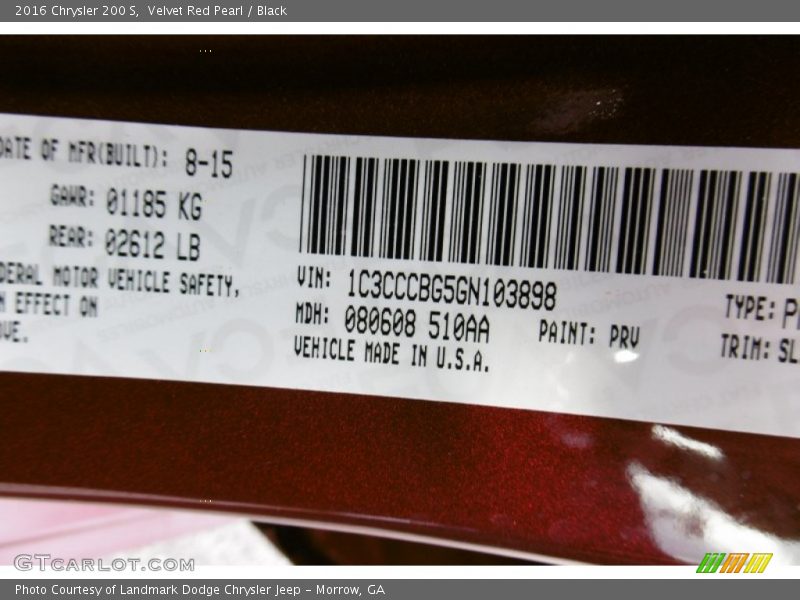 2016 Chrysler 200 S,  Velvet Red Pearl / Black
DATE OF MFR(BUILT): 8-15
GAWR: 01185 KG
REAR: 02612 LB
DERAL MOTOR VEHICLE SAFETY,
N EFFECT ON
OVE.
VIN: 1C3CCCBG5GN103898
MDH: 080608 510AA
PAINT: PRV
VEHICLE MADE IN U.S.A.
TYPE: P
TRIM: SL
GTcarlot.com
Photo Courtesy of Landmark Dodge Chrysler Jeep – Morrow, GA